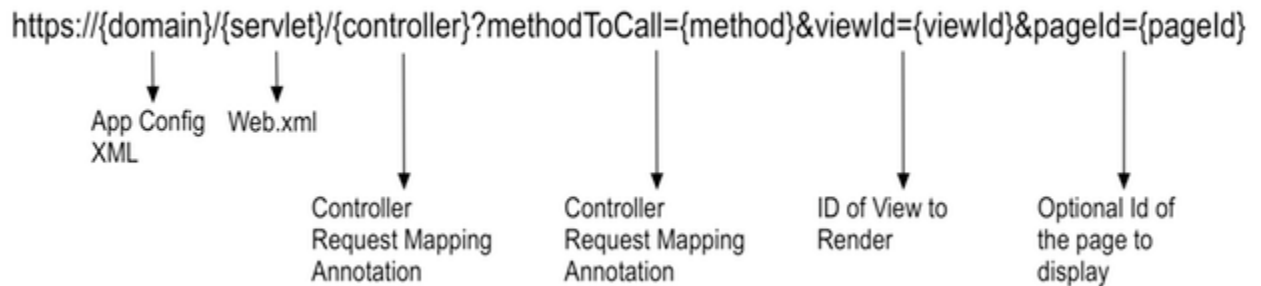 https://{domain}/{servlet}/{controller}?methodToCall={method}&viewId={viewId}&pageId={pageId}
App Config
XML
Web.xml
Controller
Request Mapping
Annotation
Controller
Request Mapping
Annotation
ID of View to
Render
Optional Id of
the page to
display